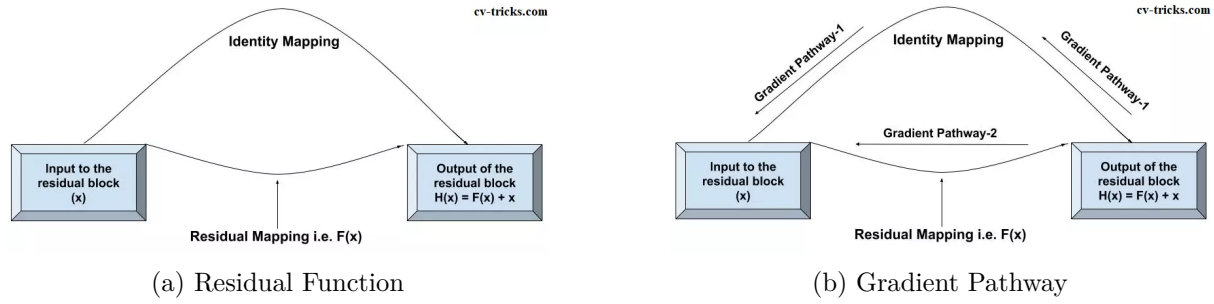 cv-tricks.com
Identity Mapping
Input to the
residual block
(x)
Output of the
residual block
H(x) = F(x) + x
Residual Mapping i.e. F(x)
(a) Residual Function
cv-tricks.com
Identity Mapping
Gradient Pathway-1
Gradient Pathway-1
Gradient Pathway-2
Input to the
residual block
(x)
Output of the
residual block
H(x) = F(x) + x
Residual Mapping i.e. F(x)
(b) Gradient Pathway